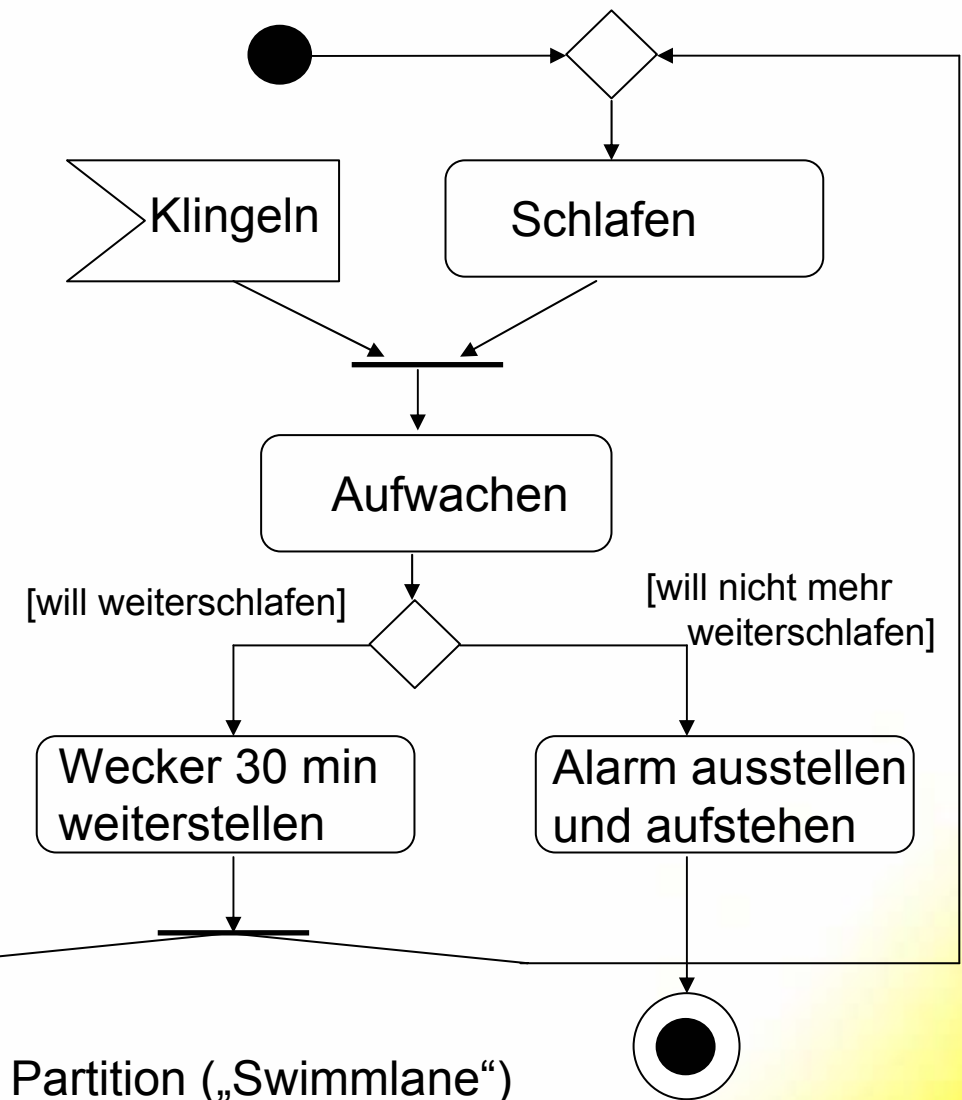 Klingeln
Schlafen
Aufwachen
[will weiterschlafen]
[will nicht mehr
weiterschlafen]
Wecker 30 min
weiterstellen
Alarm ausstellen
und aufstehen
Partition („Swimmlane“)